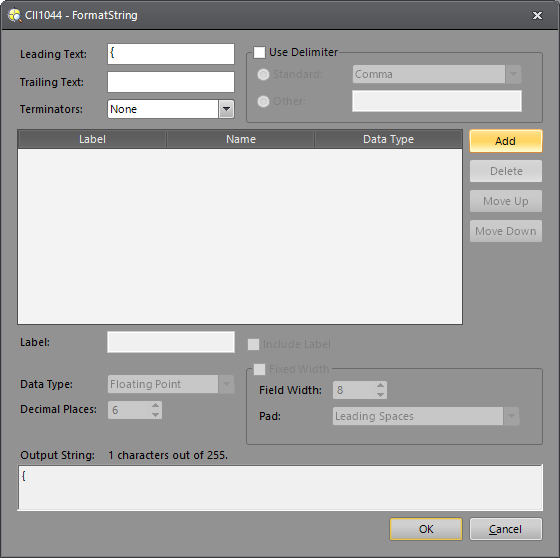 CII1044 - FormatString
Leading Text: {
Trailing Text:
Terminators: None
Use Delimiter
Standard: Comma
Other:
Label Name Data Type
Add
Delete
Move Up
Move Down
Label:
Include Label
Data Type: Floating Point
Decimal Places: 6
Fixed Width
Field Width: 8
Pad: Leading Spaces
Output String: 1 characters out of 255.
{
OK Cancel